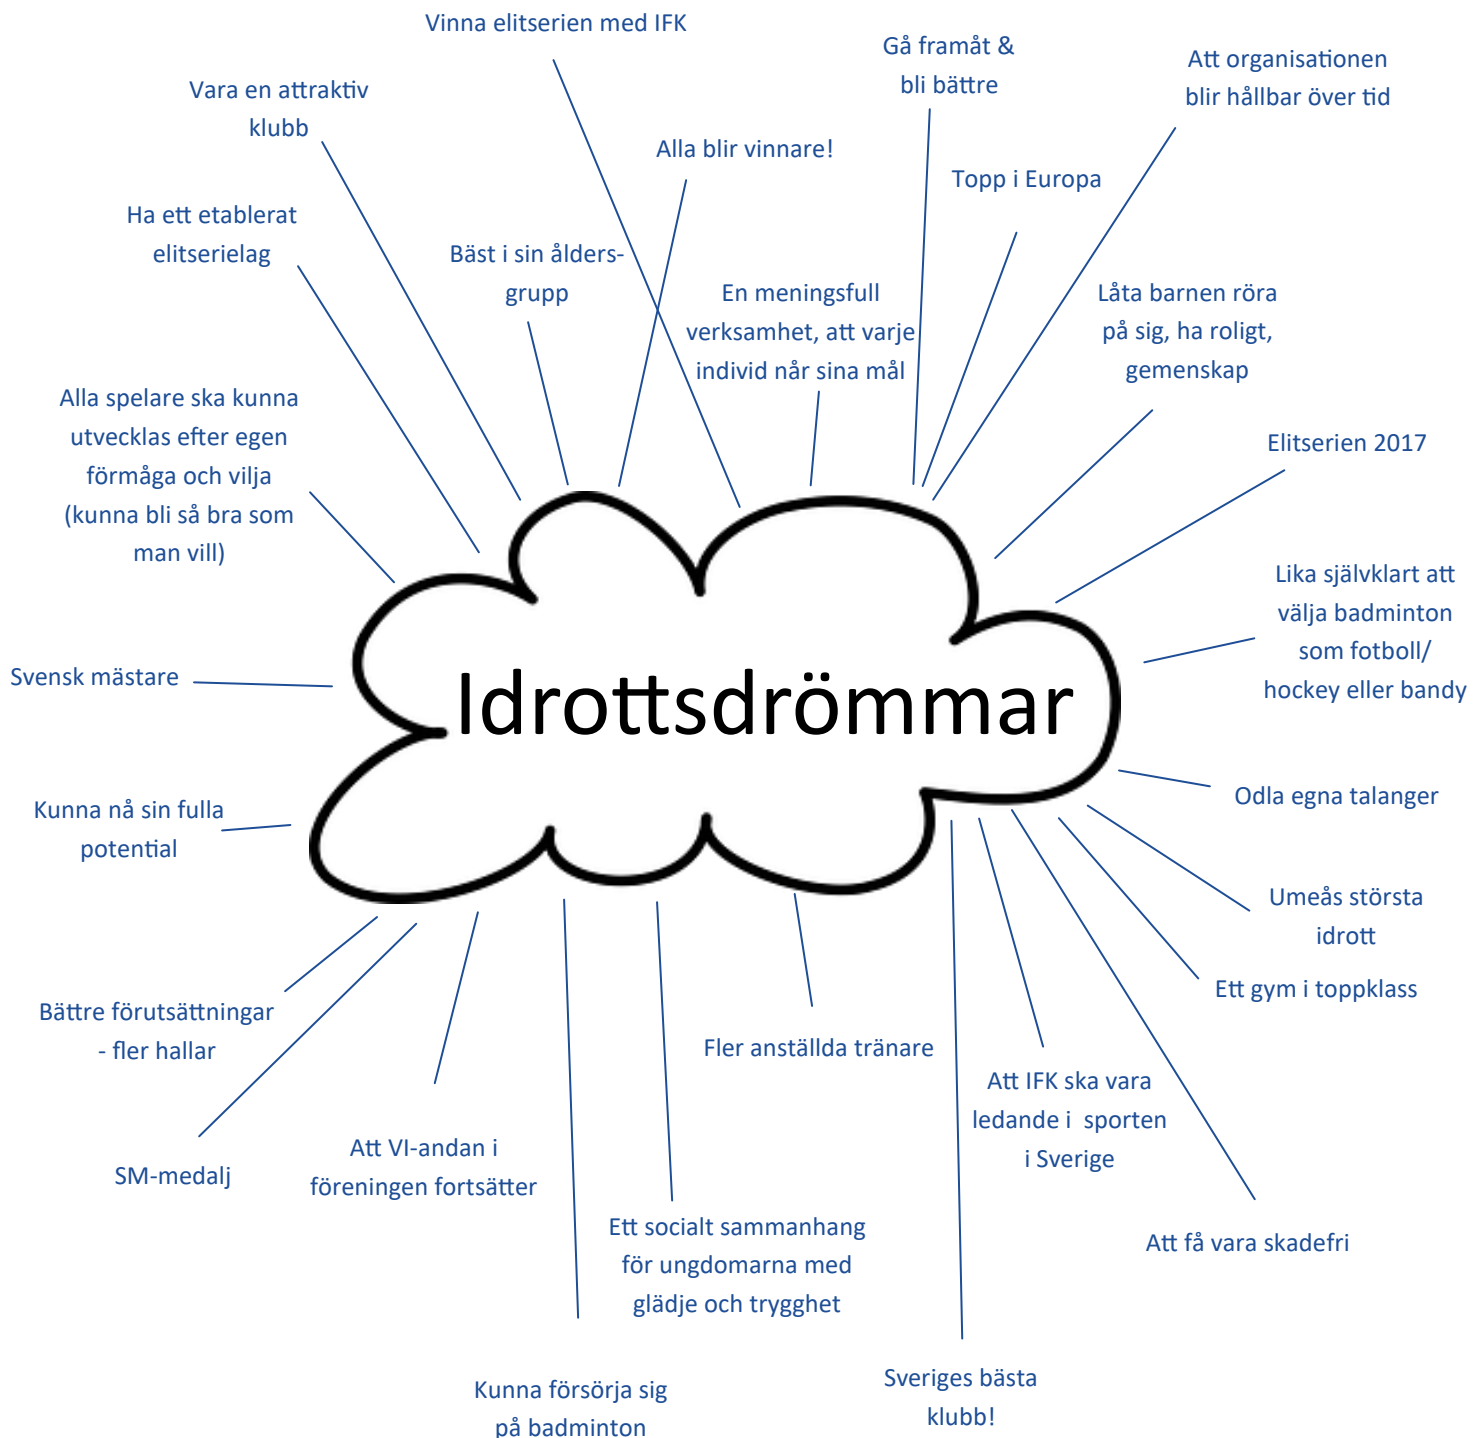 Vinna elitserien med IFK
Gå framåt &
bli bättre
Att organisationen
blir hållbar över tid
Vara en attraktiv
klubb
Alla blir vinnare!
Topp i Europa
Ha ett etablerat
elitserielag
Bäst i sin ålders-
grupp
En meningsfull
verksamhet, att varje
individ når sina mål
Låta barnen röra
på sig, ha roligt,
gemenskap
Alla spelare ska kunna
utvecklas efter egen
förmåga och vilja
(kunna bli så bra som
man vill)
Elitserien 2017
Lika självklart att
välja badminton
som fotboll/
hockey eller bandy
Svensk mästare
Idrottsdrömmar
Kunna nå sin fulla
potential
Odla egna talanger
Umeås största
idrott
Ett gym i toppklass
Bättre förutsättningar
- fler hallar
Fler anställda tränare
Att IFK ska vara
ledande i  sporten
i Sverige
SM-medalj
Att VI-andan i
föreningen fortsätter
Ett socialt sammanhang
för ungdomarna med
glädje och trygghet
Att få vara skadefri
Kunna försörja sig
på badminton
Sveriges bästa
klubb!